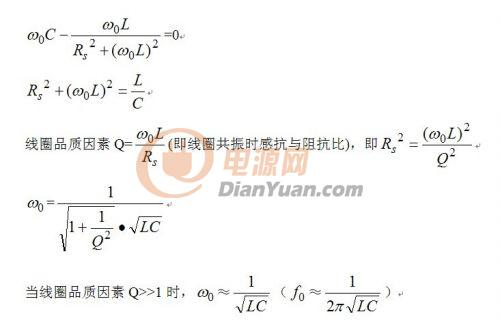 ω₀C − ω₀L / (Rₛ² + (ω₀L)²) =0
Rₛ² + (ω₀L)² = L / C
线圈品质因素 Q= ω₀L / Rₛ (即线圈共振时感抗与阻抗比)，即 Rₛ² = (ω₀L)² / Q²
电源网
DianYuan.com
ω₀ = 1 / (√(1 + 1/Q²) • √LC)
当线圈品质因素 Q>>1 时，ω₀ ≈ 1 / √LC （ f₀ ≈ 1 / (2π√LC) ）